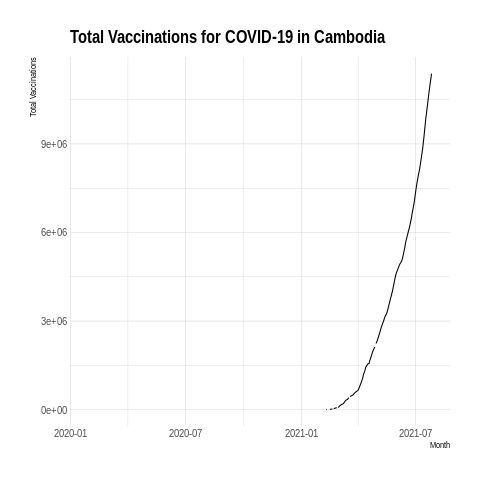 Total Vaccinations for COVID-19 in Cambodia
Total Vaccinations
9e+06
6e+06
3e+06
0e+00
2020-01 2020-07 2021-01 2021-07
Month